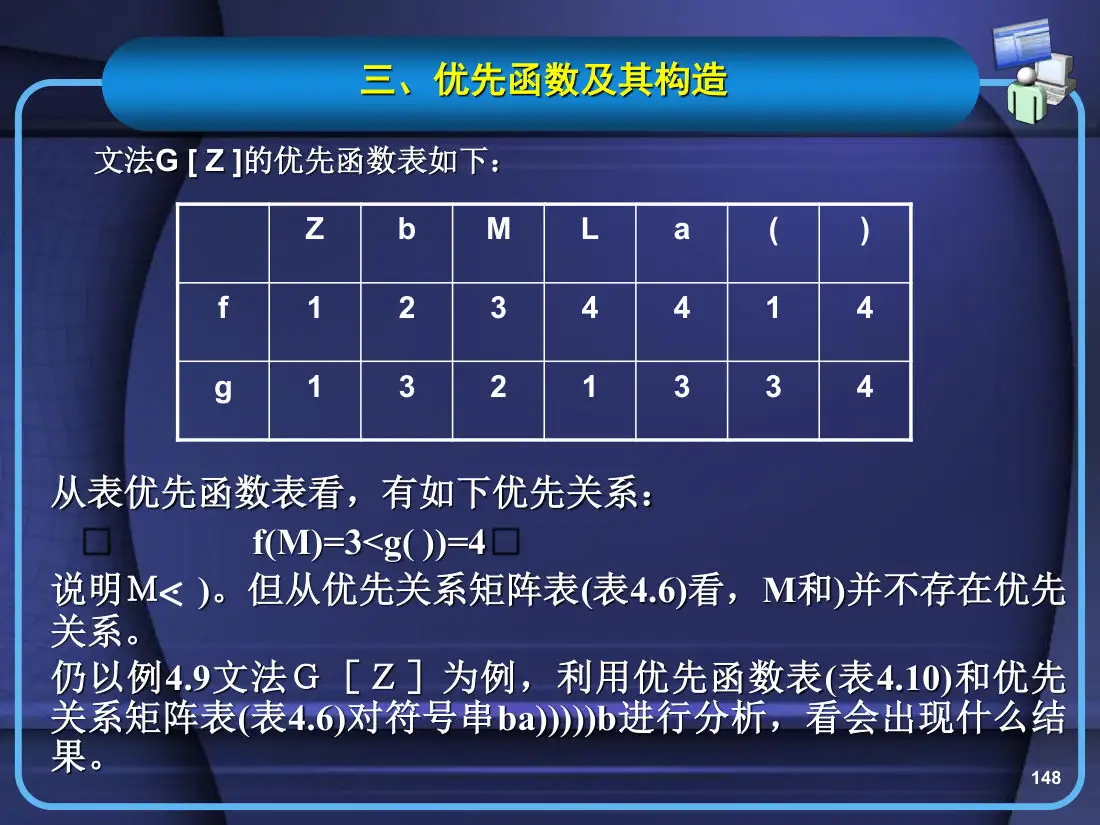 三、优先函数及其构造
文法G [ Z ]的优先函数表如下：
Z b M L a ( )
f 1 2 3 4 4 1 4
g 1 3 2 1 3 3 4
从表优先函数表看，有如下优先关系：
□ f(M)=3<g( ))=4□
说明M⋖ )。但从优先关系矩阵表(表4.6)看，M和)并不存在优先
关系。
仍以例4.9文法Ｇ［Ｚ］为例，利用优先函数表(表4.10)和优先
关系矩阵表(表4.6)对符号串ba)))))b进行分析，看会出现什么结
果。
148